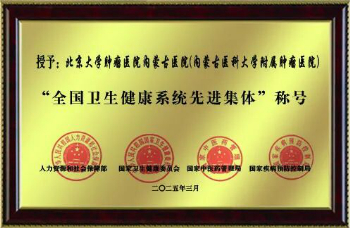 授予：北京大学肿瘤医院内蒙古医院(内蒙古医科大学附属肿瘤医院)
“全国卫生健康系统先进集体”称号
人力资源和社会保障部 国家卫生健康委员会 国家中医药管理局 国家疾病预防控制局
二〇二五年三月